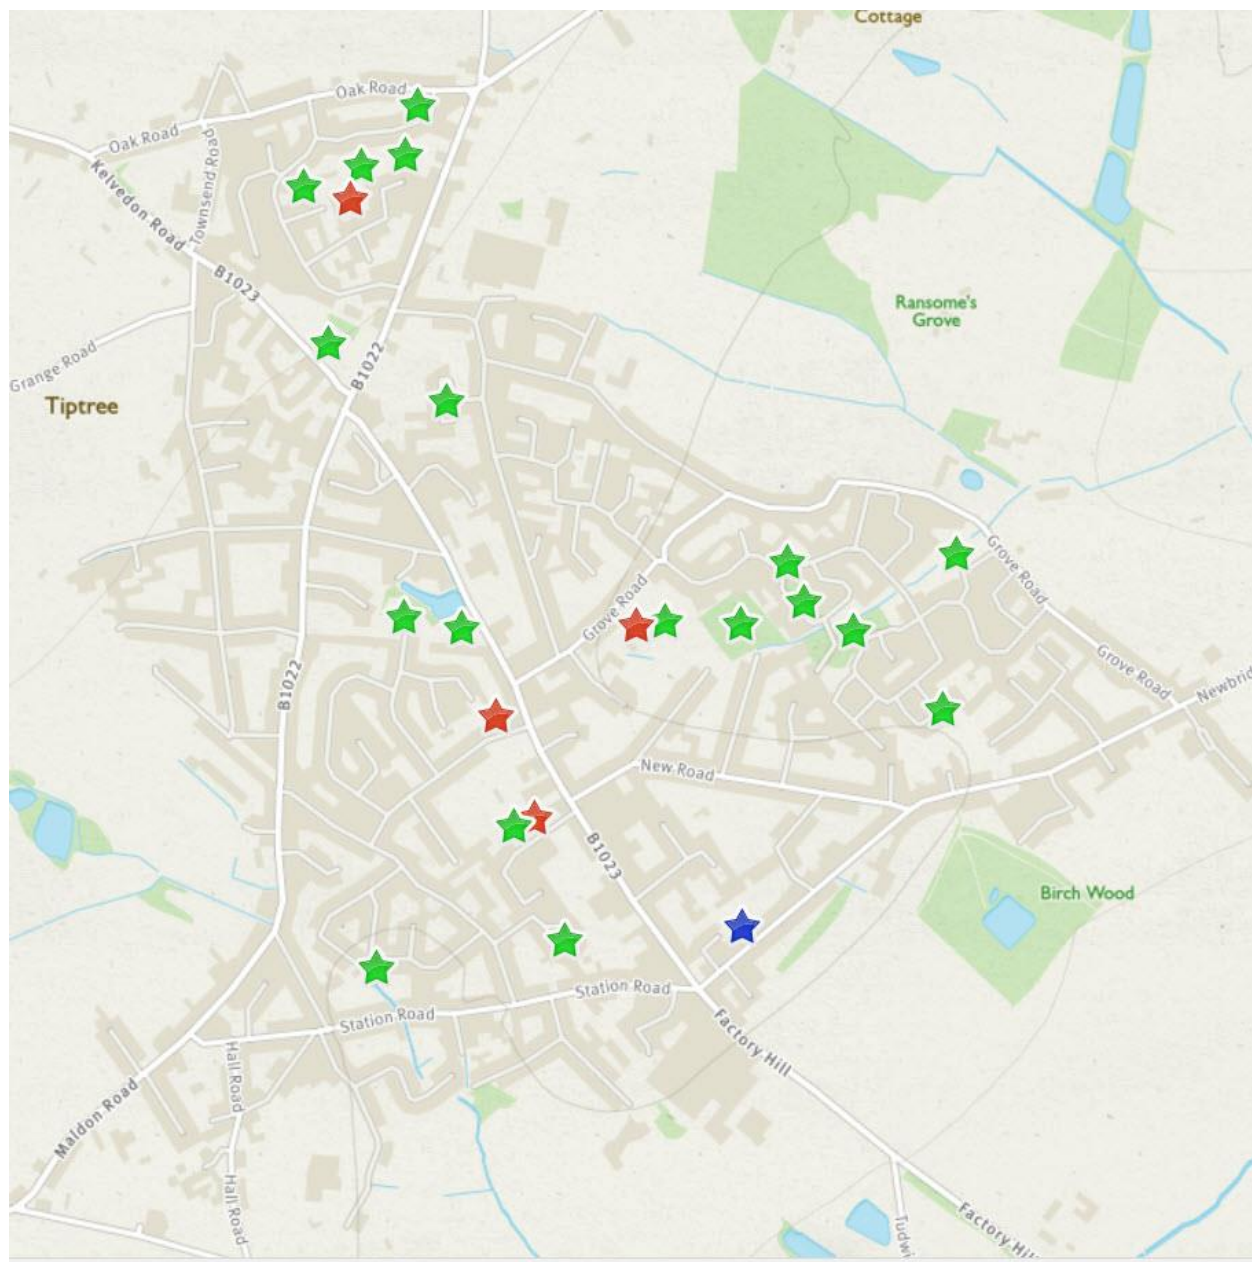 Cottage
Oak Road
Oak Road
Townsend Road
Kelvedon Road
B1023
Ransome's
Grove
B1022
Grange Road
Tiptree
Grove Road
Grove Road
Grove Road
Newbrid
B1022
New Road
B1023
Birch Wood
Station Road
Station Road
Factory Hill
Hall Road
Maldon Road
Hall Road
Tudwi
Factory Hil